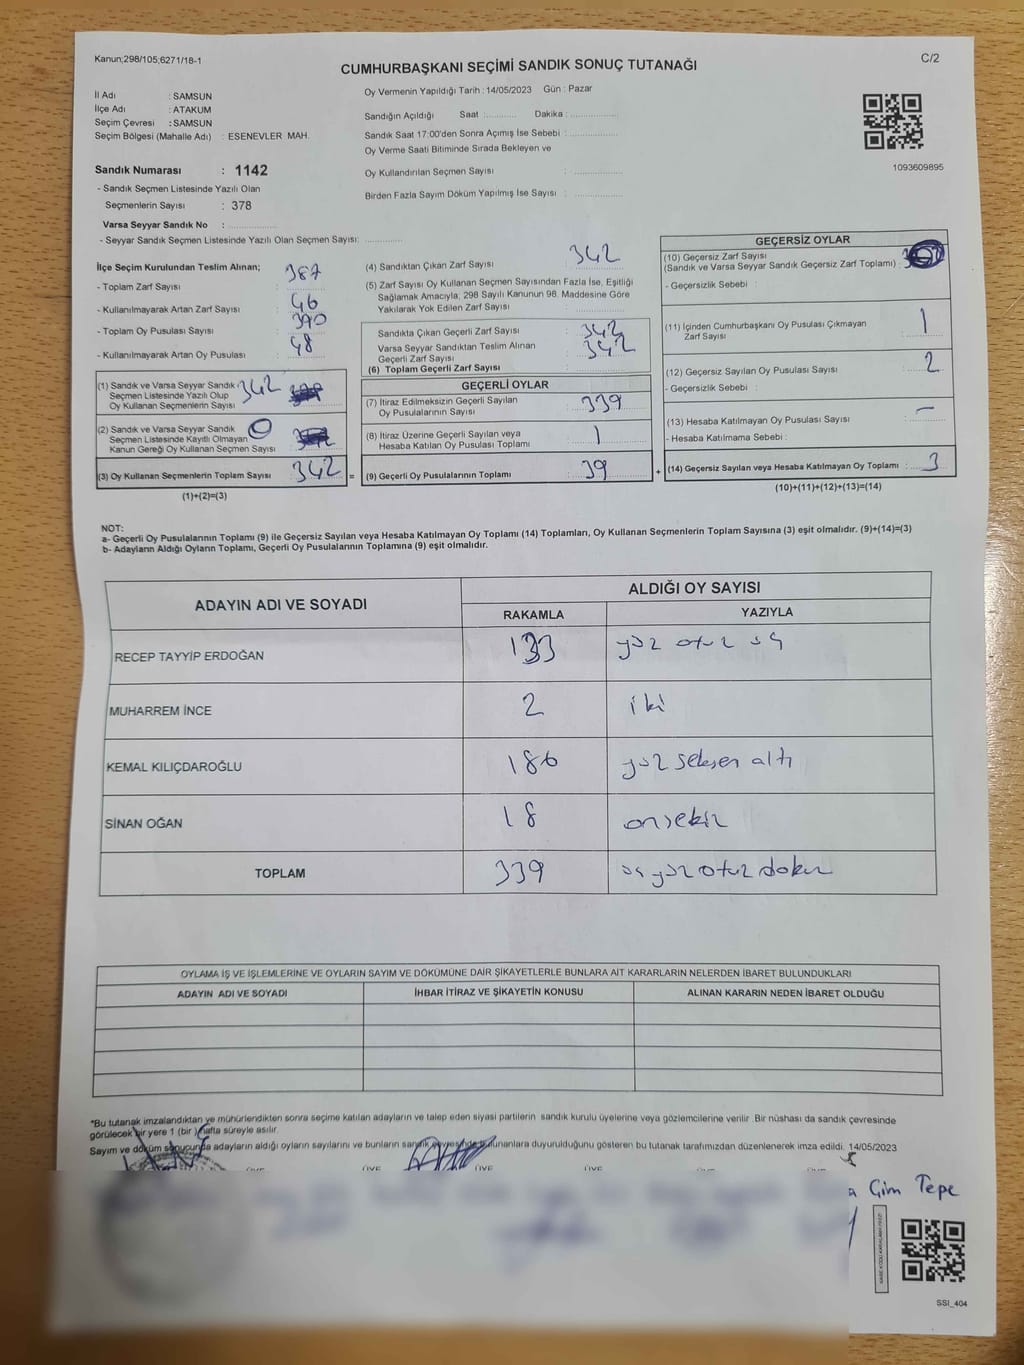 Kanun;298/105;6271/18-1
C/2
CUMHURBAŞKANI SEÇİMİ SANDIK SONUÇ TUTANAĞI
İl Adı : SAMSUN
İlçe Adı : ATAKUM
Seçim Çevresi : SAMSUN
Seçim Bölgesi (Mahalle Adı) : ESENEVLER MAH.
Oy Vermenin Yapıldığı Tarih : 14/05/2023 Gün : Pazar
Sandığın Açıldığı Saat : Dakika :
Sandık Saat 17:00'den Sonra Açımış İse Sebebi :
Oy Verme Saati Bitiminde Sırada Bekleyen ve
Oy Kullandırılan Seçmen Sayısı :
Birden Fazla Sayım Döküm Yapılmış İse Sayısı :
1093609895
Sandık Numarası : 1142
- Sandık Seçmen Listesinde Yazılı Olan
Seçmenlerin Sayısı : 378
Varsa Seyyar Sandık No :
- Seyyar Sandık Seçmen Listesinde Yazılı Olan Seçmen Sayısı:
İlçe Seçim Kurulundan Teslim Alınan;
- Toplam Zarf Sayısı : 387
- Kullanılmayarak Artan Zarf Sayısı : 46
- Toplam Oy Pusulası Sayısı : 390
- Kullanılmayarak Artan Oy Pusulası : 48
(1) Sandık ve Varsa Seyyar Sandık
Seçmen Listesinde Yazılı Olup
Oy Kullanan Seçmenlerin Sayısı
342
(2) Sandık ve Varsa Seyyar Sandık
Seçmen Listesinde Kayıtlı Olmayan
Kanun Gereği Oy Kullanan Seçmen Sayısı
0
(3) Oy Kullanan Seçmenlerin Toplam Sayısı 342
(1)+(2)=(3)
(4) Sandıktan Çıkan Zarf Sayısı : 342
(5) Zarf Sayısı Oy Kullanan Seçmen Sayısından Fazla İse, Eşitliği
Sağlamak Amacıyla; 298 Sayılı Kanunun 98. Maddesine Göre
Yakılarak Yok Edilen Zarf Sayısı :
Sandıkta Çıkan Geçerli Zarf Sayısı : 342
Varsa Seyyar Sandıktan Teslim Alınan
Geçerli Zarf Sayısı
(6) Toplam Geçerli Zarf Sayısı 342
GEÇERLİ OYLAR
(7) İtiraz Edilmeksizin Geçerli Sayılan
Oy Pusulalarının Sayısı : 339
(8) İtiraz Üzerine Geçerli Sayılan veya
Hesaba Katılan Oy Pusulası Toplamı : 1
(9) Geçerli Oy Pusulalarının Toplamı : 39
=
+
GEÇERSİZ OYLAR
(10) Geçersiz Zarf Sayısı
(Sandık ve Varsa Seyyar Sandık Geçersiz Zarf Toplamı) :
- Geçersizlik Sebebi :
(11) İçinden Cumhurbaşkanı Oy Pusulası Çıkmayan
Zarf Sayısı : 1
(12) Geçersiz Sayılan Oy Pusulası Sayısı : 2
- Geçersizlik Sebebi :
(13) Hesaba Katılmayan Oy Pusulası Sayısı : –
- Hesaba Katılmama Sebebi :
(14) Geçersiz Sayılan veya Hesaba Katılmayan Oy Toplamı : 3
(10)+(11)+(12)+(13)=(14)
NOT:
a- Geçerli Oy Pusulalarının Toplamı (9) ile Geçersiz Sayılan veya Hesaba Katılmayan Oy Toplamı (14) Toplamları, Oy Kullanan Seçmenlerin Toplam Sayısına (3) eşit olmalıdır. (9)+(14)=(3)
b- Adayların Aldığı Oyların Toplamı, Geçerli Oy Pusulalarının Toplamına (9) eşit olmalıdır.
ADAYIN ADI VE SOYADI
ALDIĞI OY SAYISI
RAKAMLA YAZIYLA
RECEP TAYYİP ERDOĞAN 133 yüz otuz üç
MUHARREM İNCE 2 iki
KEMAL KILIÇDAROĞLU 186 yüz seksen altı
SİNAN OĞAN 18 onsekiz
TOPLAM 339 üç yüz otuz dokuz
OYLAMA İŞ VE İŞLEMLERİNE VE OYLARIN SAYIM VE DÖKÜMÜNE DAİR ŞİKAYETLERLE BUNLARA AİT KARARLARIN NELERDEN İBARET BULUNDUKLARI
ADAYIN ADI VE SOYADI İHBAR İTİRAZ VE ŞİKAYETİN KONUSU ALINAN KARARIN NEDEN İBARET OLDUĞU
*Bu tutanak imzalandıktan ve mühürlendikten sonra seçime katılan adayların ve talep eden siyasi partilerin sandık kurulu üyelerine veya gözlemcilerine verilir. Bir nüshası da sandık çevresinde
görülecek bir yere 1 (bir) hafta süreyle asılır.
Sayım ve döküm sonucunda adayların aldığı oyların sayılarını ve bunların sandık bulunanlara duyurulduğunu gösteren bu tutanak tarafımızdan düzenlenerek imza edildi. 14/05/2023
ÜYE ÜYE ÜYE ÜYE ÜYE ÜYE
a Çim Tepe
SSI_404